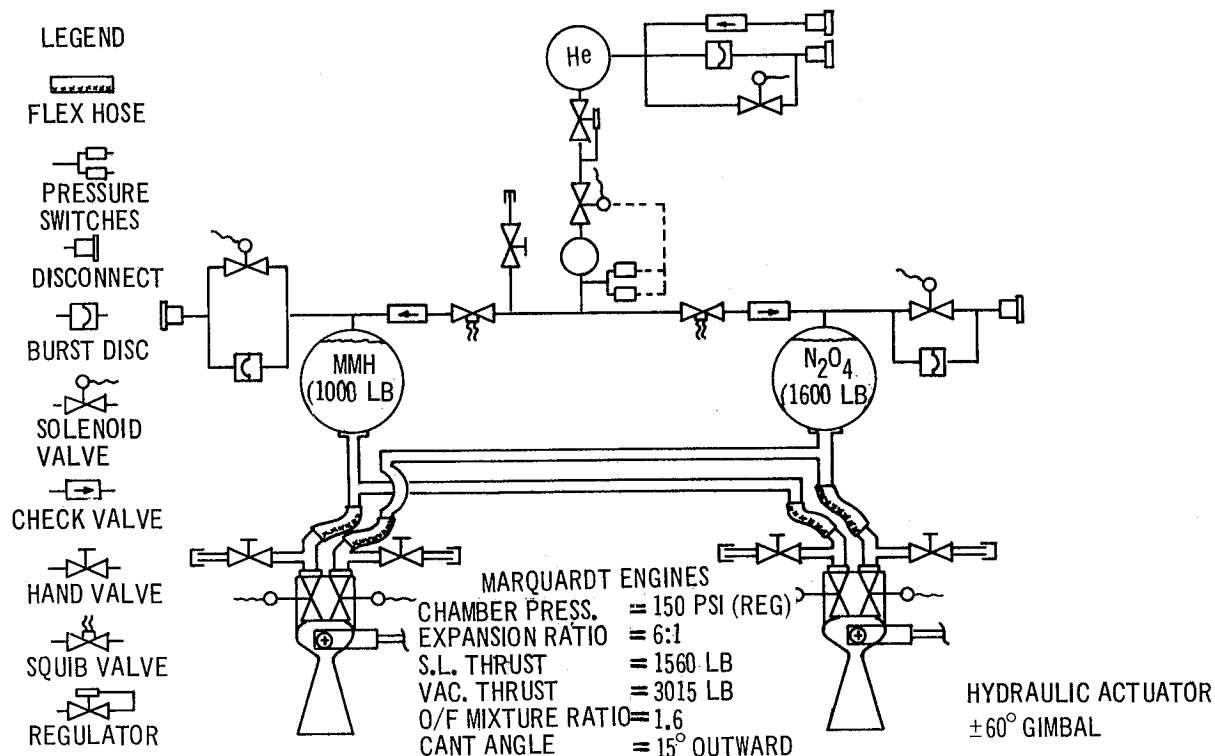 LEGEND
FLEX HOSE
PRESSURE
SWITCHES
DISCONNECT
BURST DISC
SOLENOID
VALVE
CHECK VALVE
HAND VALVE
SQUIB VALVE
REGULATOR
He
MMH
(1000 LB
N₂O₄
(1600 LB
MARQUARDT ENGINES
CHAMBER PRESS. = 150 PSI (REG)
EXPANSION RATIO = 6:1
S.L. THRUST = 1560 LB
VAC. THRUST = 3015 LB
O/F MIXTURE RATIO = 1.6
CANT ANGLE = 15° OUTWARD
HYDRAULIC ACTUATOR
±60° GIMBAL